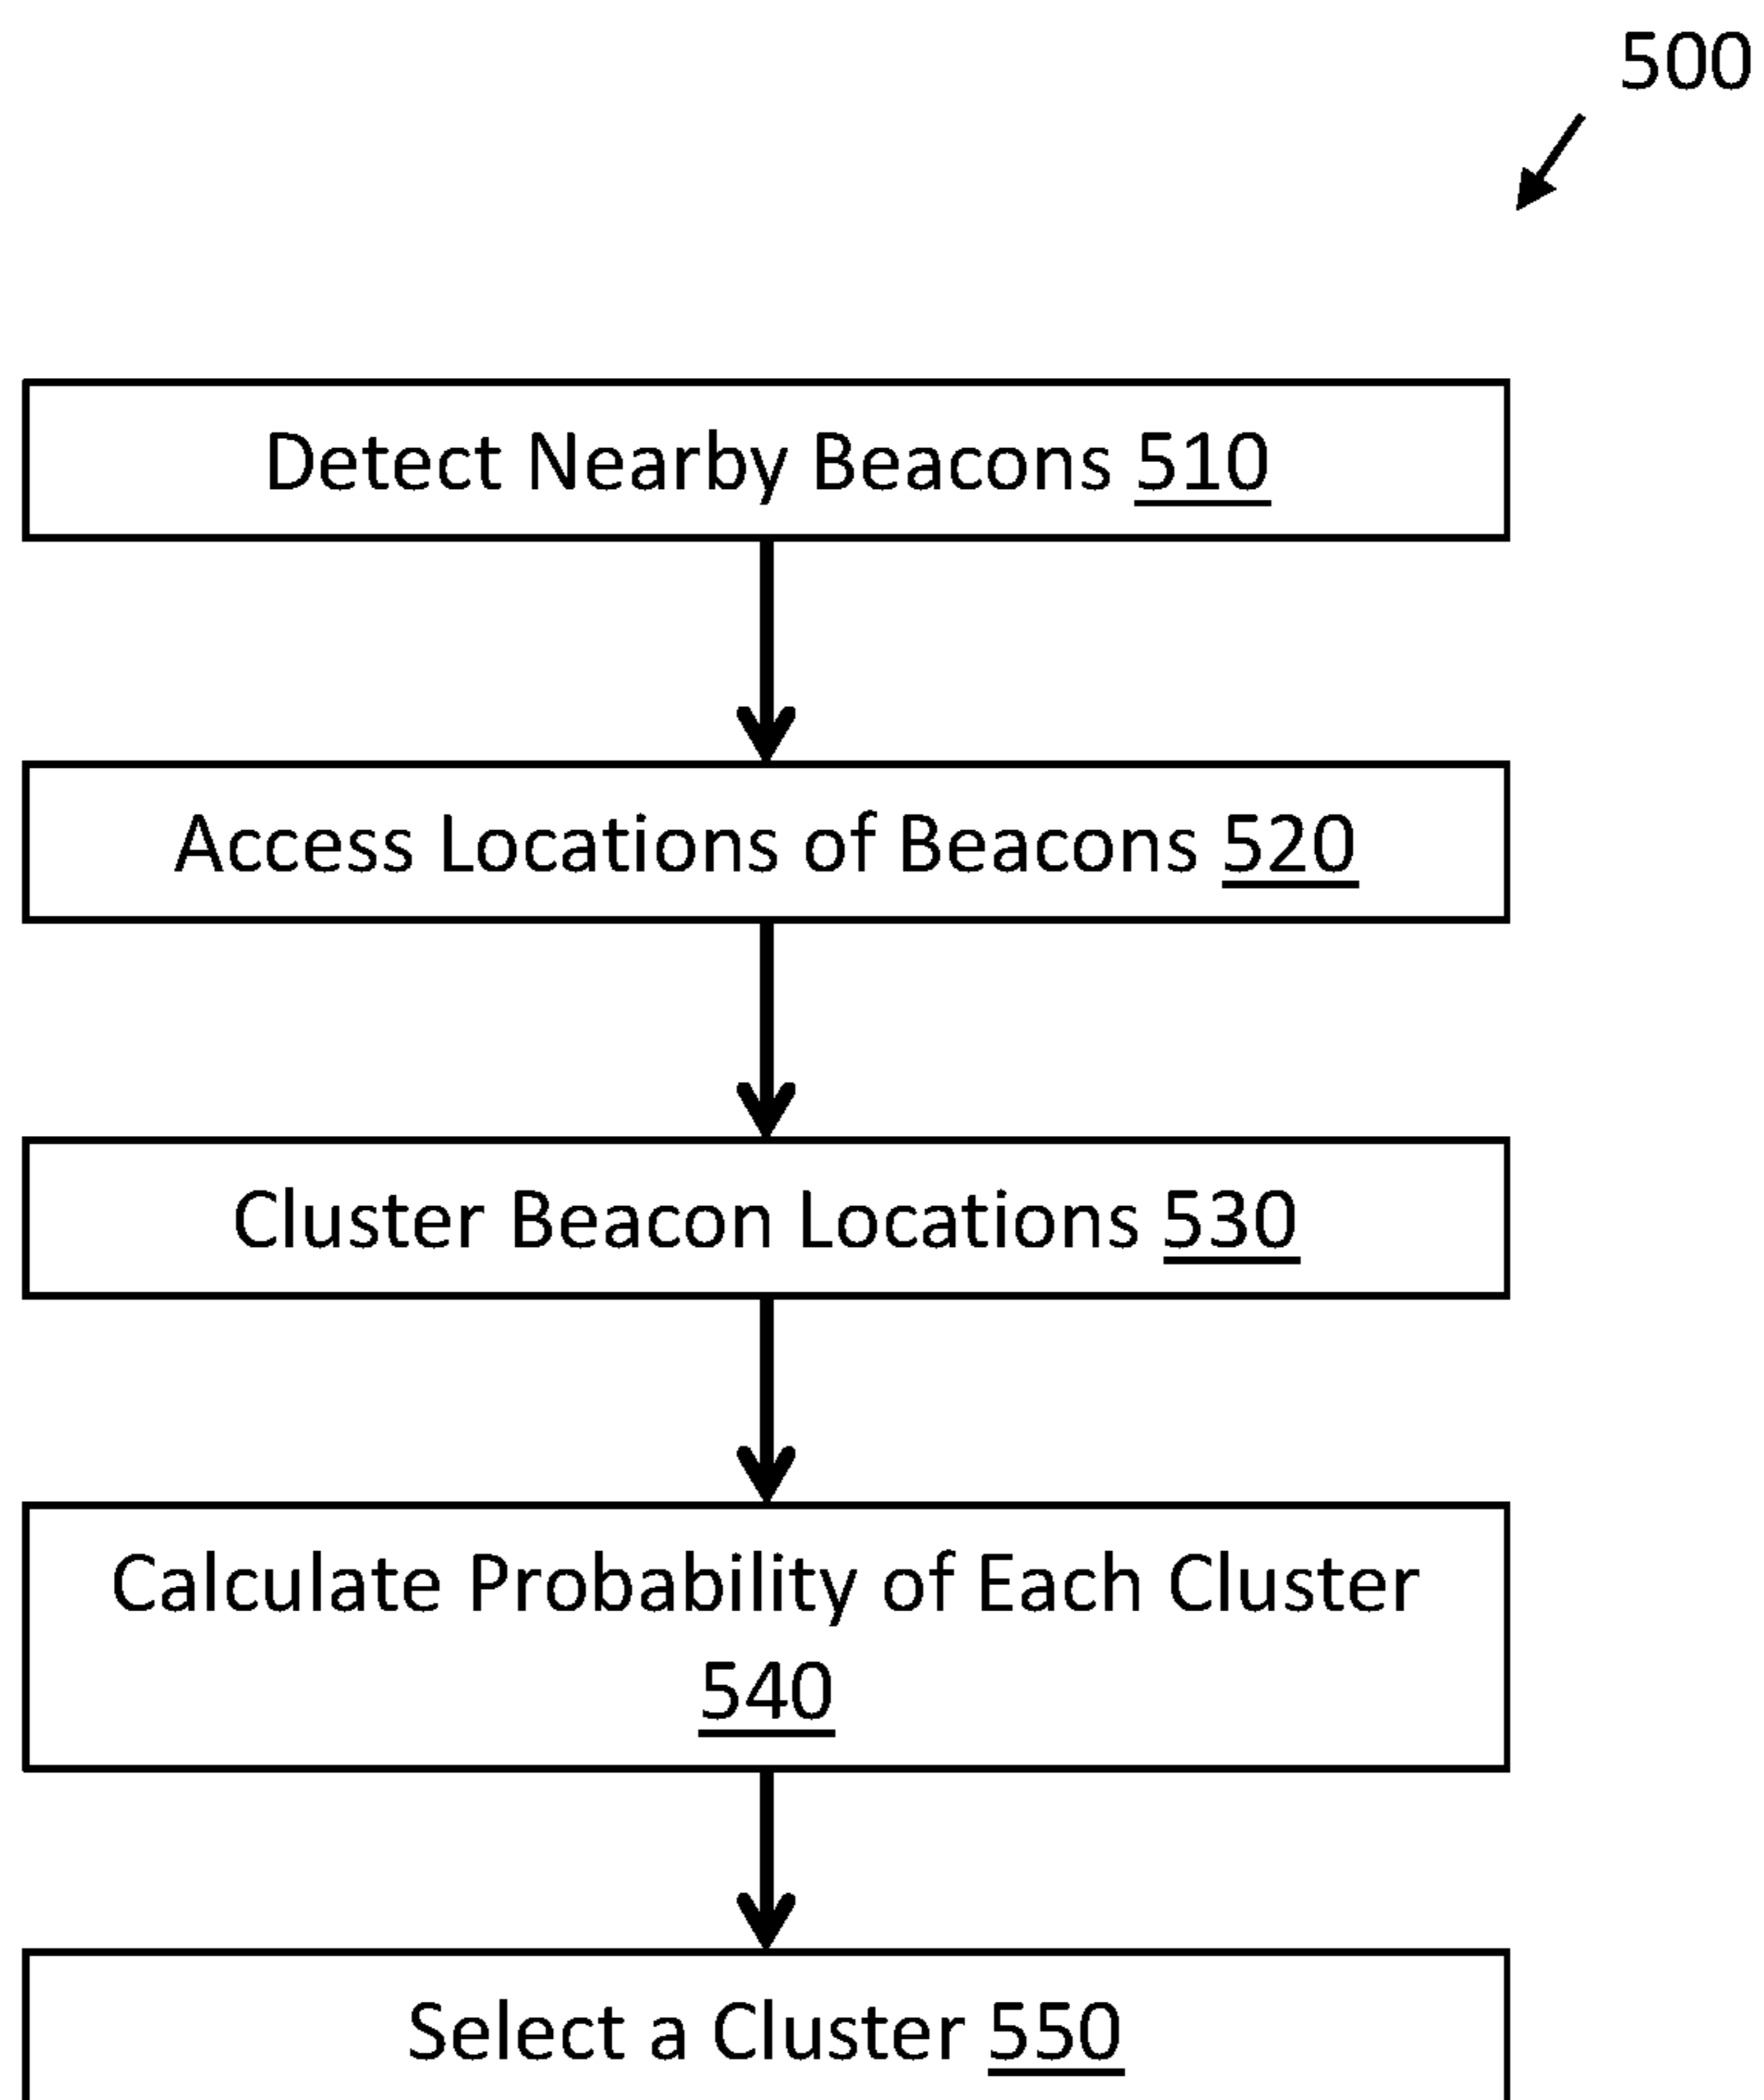 500
Detect Nearby Beacons 510
Access Locations of Beacons 520
Cluster Beacon Locations 530
Calculate Probability of Each Cluster
540
Select a Cluster 550